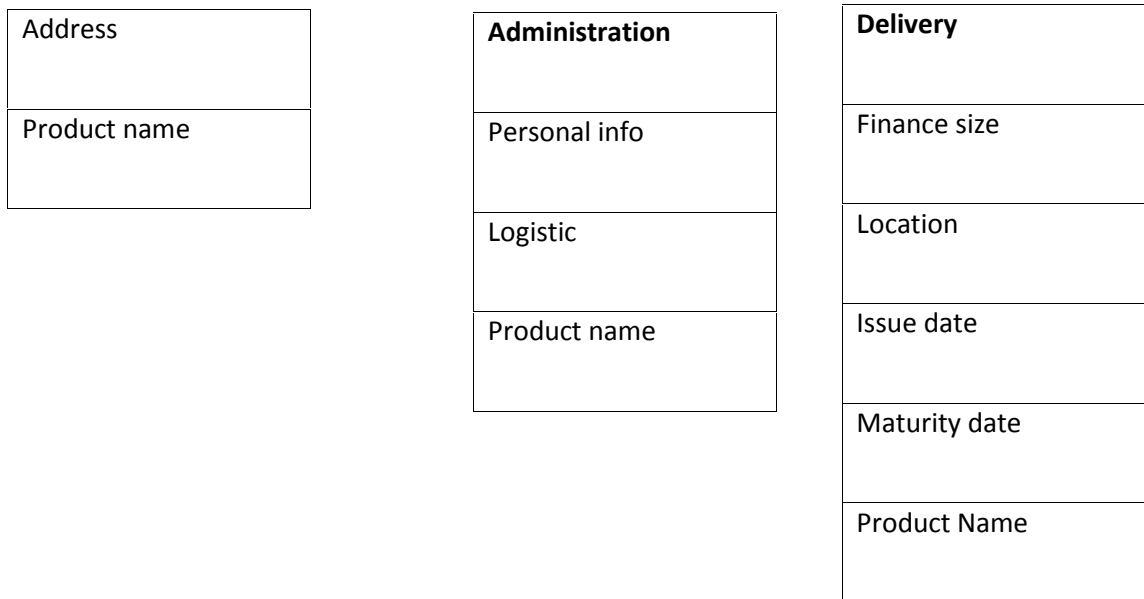 Address
Product name
Administration
Personal info
Logistic
Product name
Delivery
Finance size
Location
Issue date
Maturity date
Product Name